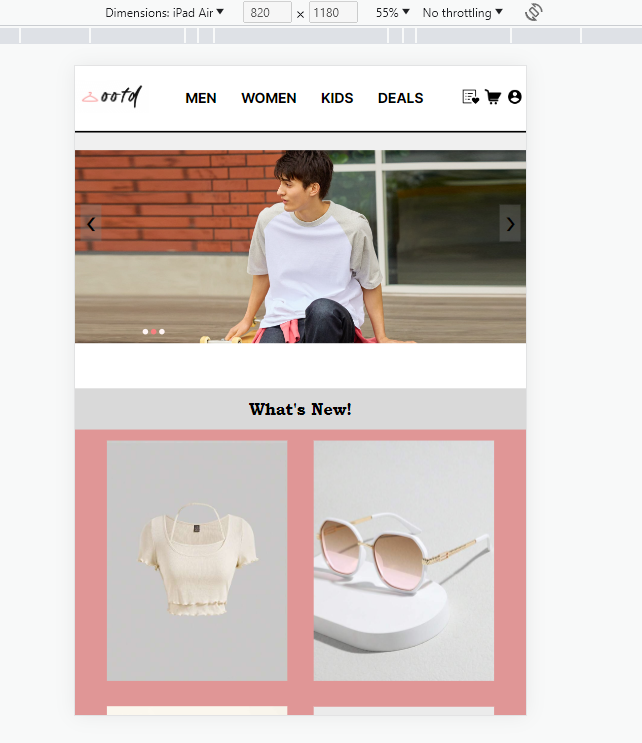 Dimensions: iPad Air ▼ 820 × 1180 55% ▼ No throttling ▼
ootd MEN WOMEN KIDS DEALS
‹ ›
What's New!